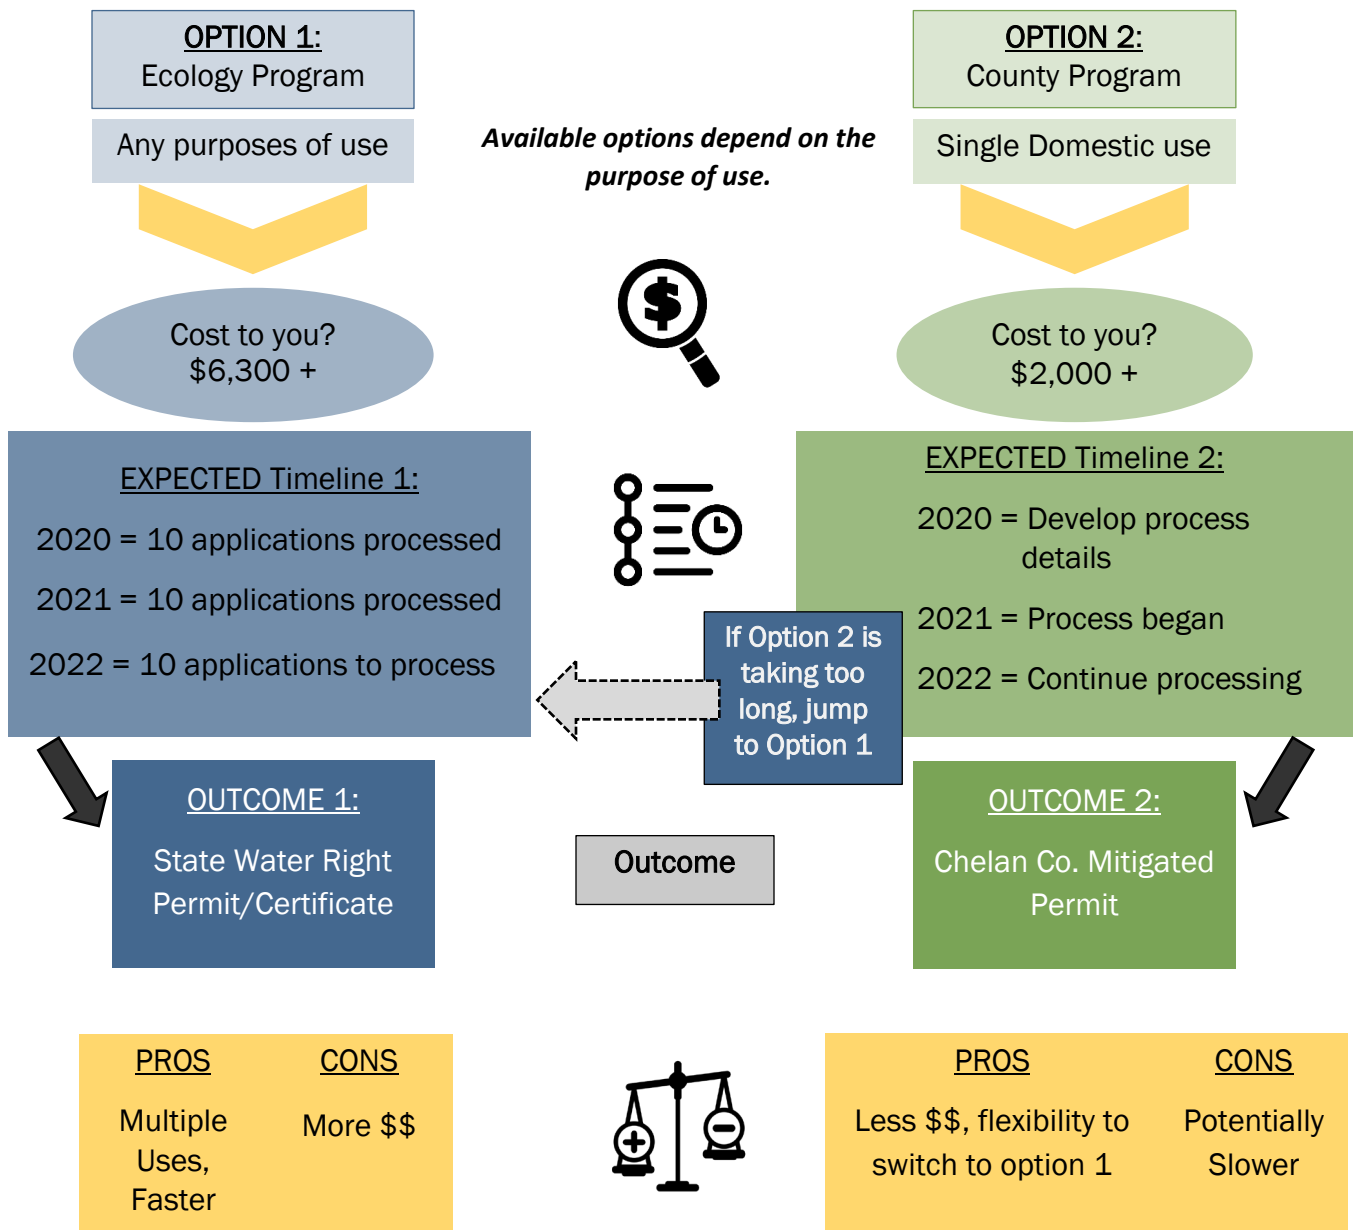 OPTION 1:
Ecology Program
Any purposes of use
Cost to you?
$6,300 +
EXPECTED Timeline 1:
2020 = 10 applications processed
2021 = 10 applications processed
2022 = 10 applications to process
OUTCOME 1:
State Water Right
Permit/Certificate
PROS
Multiple
Uses,
Faster
CONS
More $$
Available options depend on the
purpose of use.
$
If Option 2 is
taking too
long, jump
to Option 1
Outcome
OPTION 2:
County Program
Single Domestic use
Cost to you?
$2,000 +
EXPECTED Timeline 2:
2020 = Develop process
details
2021 = Process began
2022 = Continue processing
OUTCOME 2:
Chelan Co. Mitigated
Permit
PROS
Less $$, flexibility to
switch to option 1
CONS
Potentially
Slower